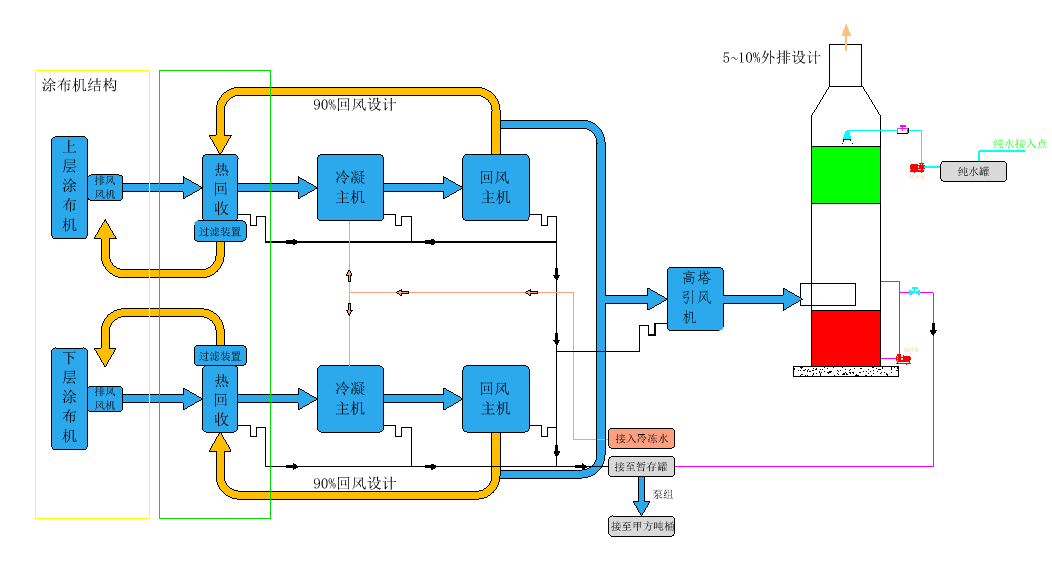 5~10%外排设计
涂布机结构
90%回风设计
上层涂布机
排风
风机
热回收
冷凝
主机
回风
主机
过滤装置
纯水接入点
纯水罐
高塔
引风
机
下层涂布机
排风
风机
过滤装置
热回收
冷凝
主机
回风
主机
90%回风设计
接入冷冻水
接至暂存罐
泵组
接至甲方吨桶